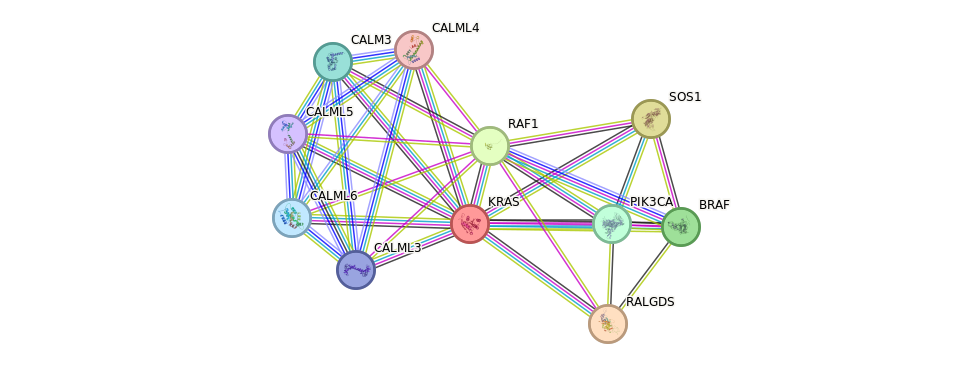 CALML4
CALM3
SOS1
CALML5
RAF1
CALML6
KRAS
PIK3CA
BRAF
CALML3
RALGDS